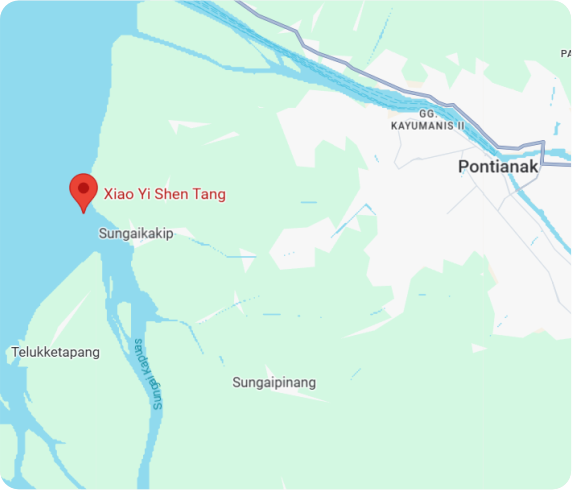 PA
GG.
KAYUMANIS II
Pontianak
Xiao Yi Shen Tang
Sungaikakip
Telukketapang
Sungai Kapuas
Sungaipinang